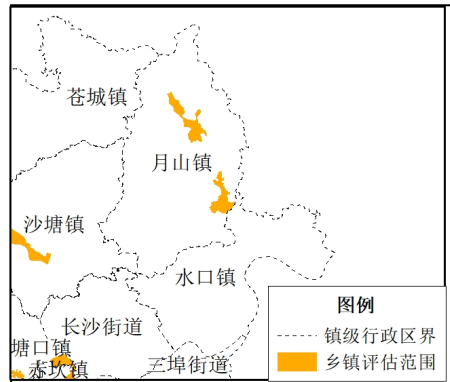 苍城镇
月山镇
沙塘镇
水口镇
长沙街道
塘口镇
赤坎镇
三埠街道
图例
镇级行政区界
乡镇评估范围